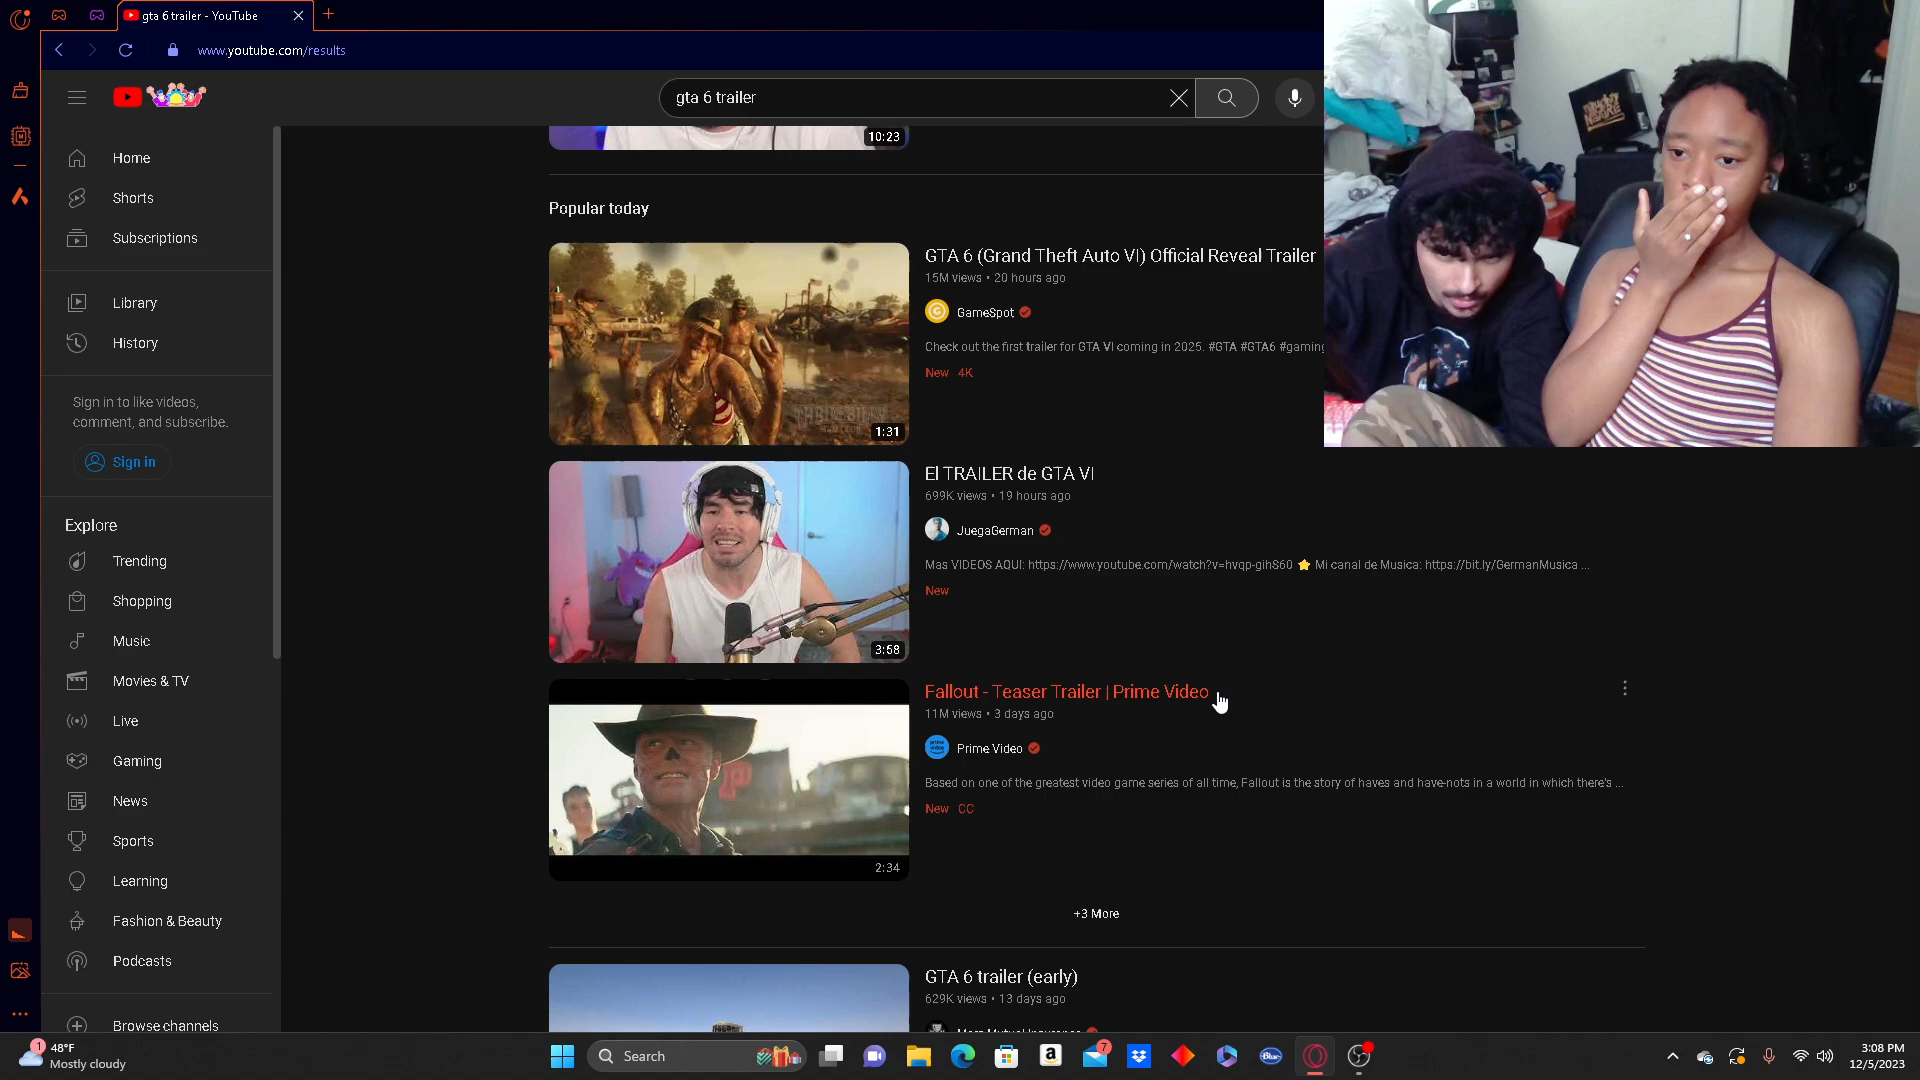 gta 6 trailer - YouTube
www.youtube.com/results
gta 6 trailer
Home
Shorts
Subscriptions
Library
History
Sign in to like videos,
comment, and subscribe.
Sign in
Explore
Trending
Shopping
Music
Movies & TV
Live
Gaming
News
Sports
Learning
Fashion & Beauty
Podcasts
Browse channels
10:23
Popular today
GTA 6 (Grand Theft Auto VI) Official Reveal Trailer
15M views • 20 hours ago
GameSpot
Check out the first trailer for GTA VI coming in 2025. #GTA #GTA6 #gaming
New 4K
1:31
El TRAILER de GTA VI
699K views • 19 hours ago
JuegaGerman
Mas VIDEOS AQUI: https://www.youtube.com/watch?v=hvqp-gihS60 ⭐ Mi canal de Musica: https://bit.ly/GermanMusica ...
New
3:58
Fallout - Teaser Trailer | Prime Video
11M views • 3 days ago
prime video
Prime Video
Based on one of the greatest video game series of all time, Fallout is the story of haves and have-nots in a world in which there's ...
New CC
2:34
+3 More
GTA 6 trailer (early)
629K views • 13 days ago
1
48°F
Mostly cloudy
Search
7
Blue
3:08 PM
12/5/2023